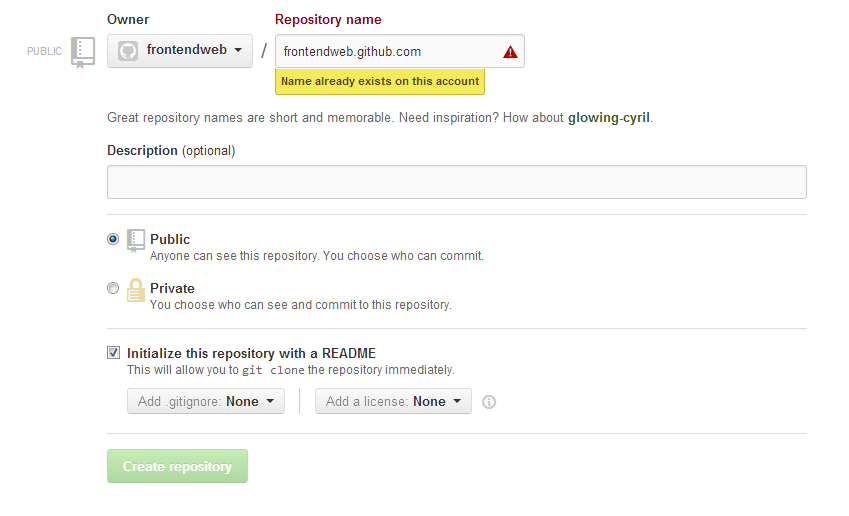 Owner Repository name
PUBLIC frontendweb / frontendweb.github.com
Name already exists on this account
Great repository names are short and memorable. Need inspiration? How about glowing-cyril.
Description (optional)
Public
Anyone can see this repository. You choose who can commit.
Private
You choose who can see and commit to this repository.
Initialize this repository with a README
This will allow you to git clone the repository immediately.
Add .gitignore: None Add a license: None
Create repository